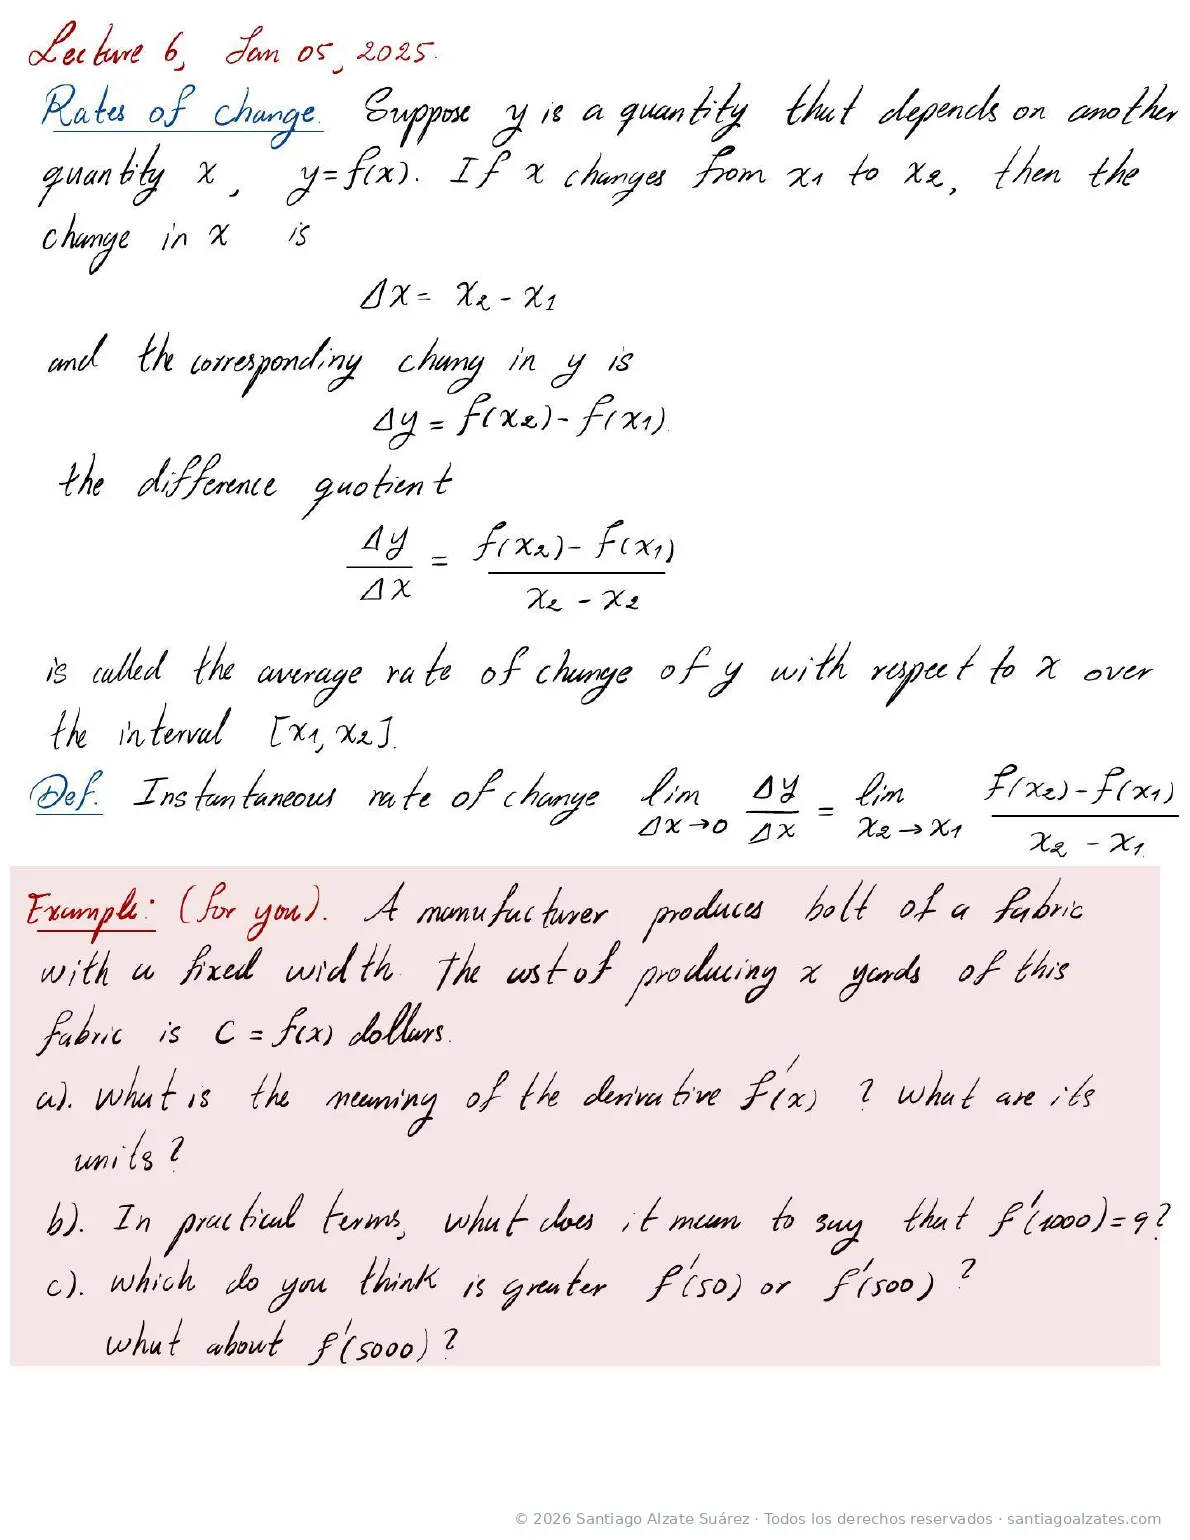 Lecture 6, Jan 05, 2025.
Rates of change. Suppose y is a quantity that depends on another
quantity x, y=f(x). If x changes from x₁ to x₂, then the
change in x is
Δx = x₂ - x₁
and the corresponding chang in y is
Δy = f(x₂) - f(x₁).
the difference quotient
Δy/Δx = (f(x₂) - f(x₁))/(x₂ - x₂)
is called the average rate of change of y with respect to x over
the interval [x₁, x₂].
Def. Instantaneous rate of change lim Δx→0 Δy/Δx = lim x₂→x₁ (f(x₂) - f(x₁))/(x₂ - x₁).
Example: (for you). A manufacturer produces bolt of a fabric
with a fixed width. The cost of producing x yards of this
fabric is C = f(x) dollars.
a). What is the meaning of the derivative f'(x) ? What are its
units ?
b). In practical terms, what does it mean to say that f'(1000) = 9 ?
c). Which do you think is greater f'(50) or f'(500) ?
What about f'(5000) ?
© 2026 Santiago Alzate Suárez · Todos los derechos reservados · santiagoalzates.com